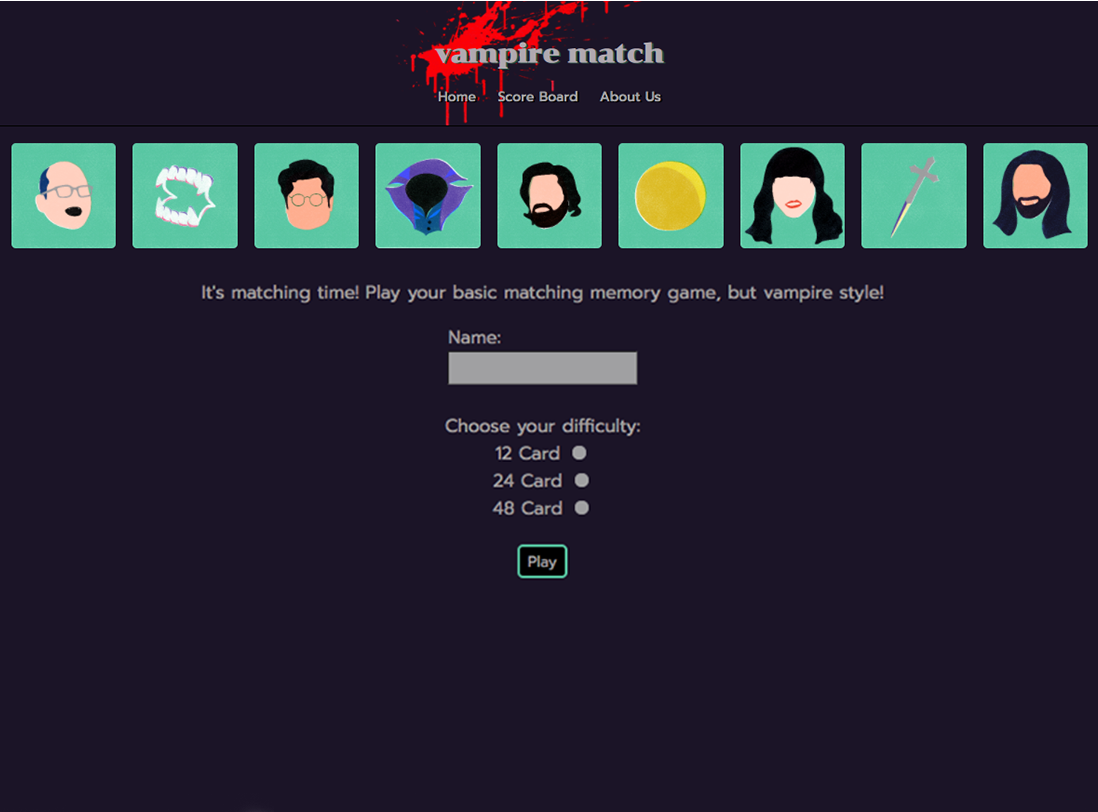 vampire match
Home Score Board About Us
It's matching time! Play your basic matching memory game, but vampire style!
Name:
Choose your difficulty:
12 Card
24 Card
48 Card
Play